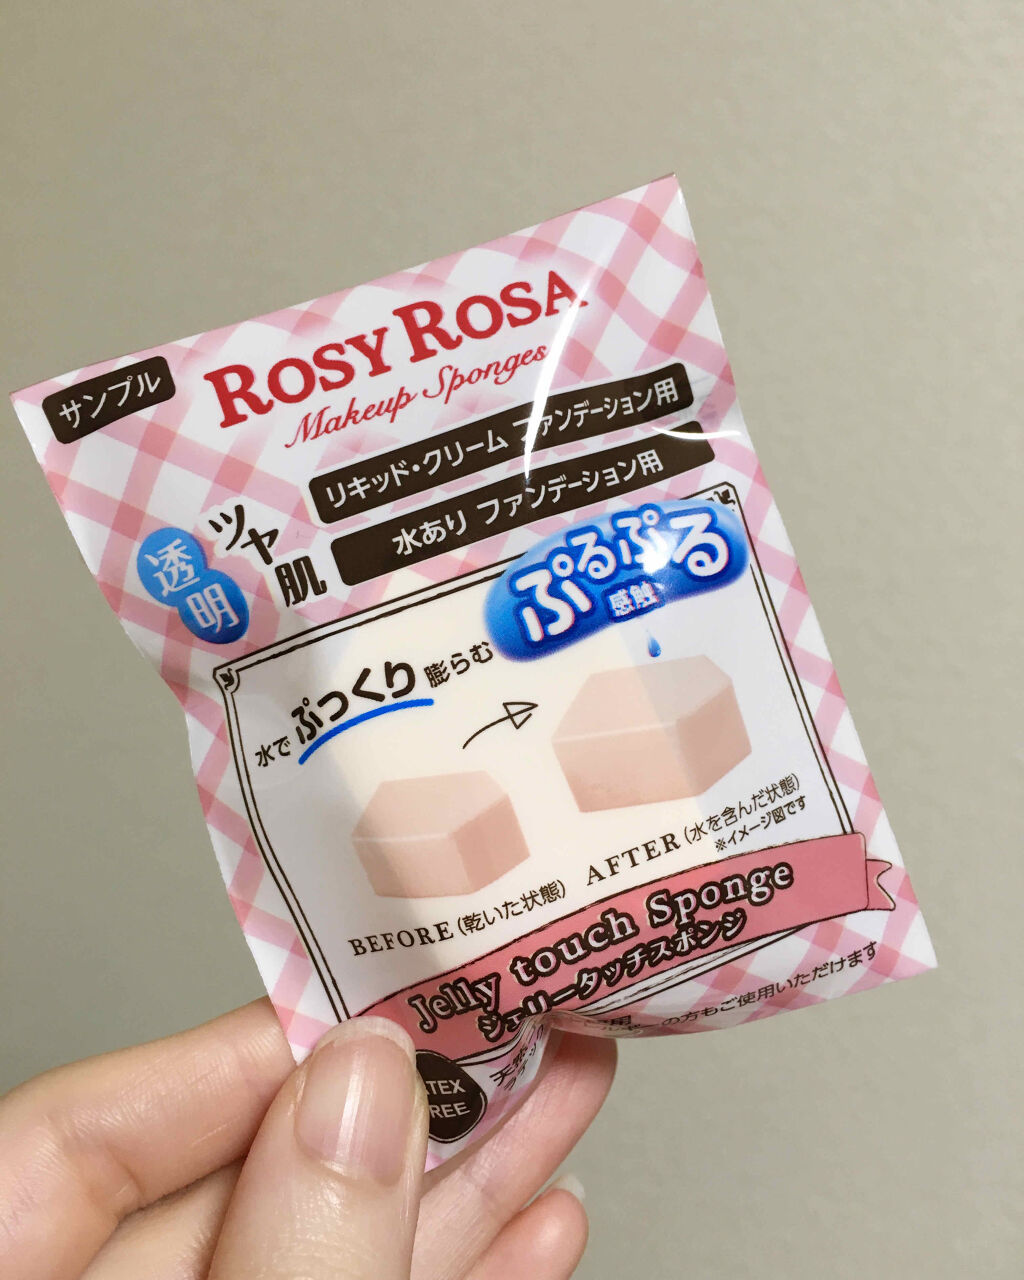 サンプル
ROSY ROSA
Makeup Sponges
リキッド・クリーム ファンデーション用
水あり ファンデーション用
透明
ツヤ肌
ぷるぷる
感触
水でぷっくり膨らむ
BEFORE(乾いた状態)
AFTER(水を含んだ状態)
※イメージ図です
Jelly touch Sponge
ジェリータッチスポンジ
の方もご使用いただけます